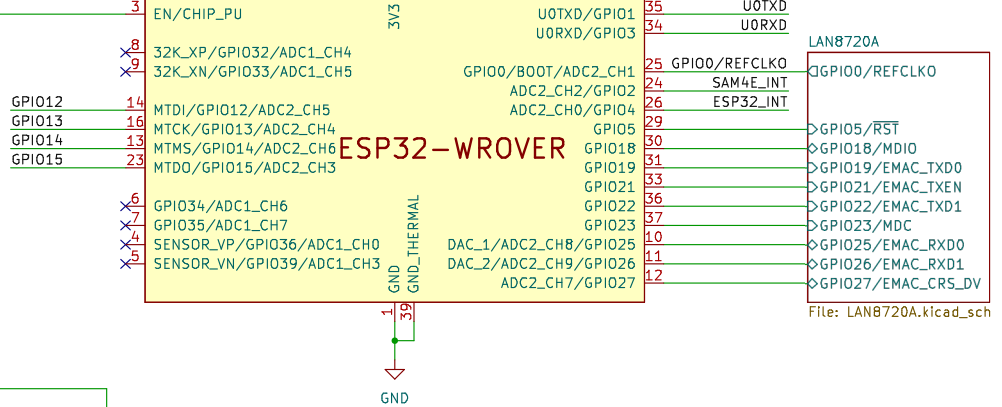 3
EN/CHIP_PU
3V3
U0TXD/GPIO1
35
U0TXD
U0RXD/GPIO3
34
U0RXD
LAN8720A
8
32K_XP/GPIO32/ADC1_CH4
9
32K_XN/GPIO33/ADC1_CH5
GPIO0/BOOT/ADC2_CH1
25
GPIO0/REFCLKO
GPIO0/REFCLKO
ADC2_CH2/GPIO2
24
SAM4E_INT
GPIO12
14
MTDI/GPIO12/ADC2_CH5
ADC2_CH0/GPIO4
26
ESP32_INT
GPIO13
16
MTCK/GPIO13/ADC2_CH4
GPIO5
29
GPIO5/RST
GPIO14
13
MTMS/GPIO14/ADC2_CH6
ESP32-WROVER
GPIO18
30
GPIO18/MDIO
GPIO15
23
MTDO/GPIO15/ADC2_CH3
GPIO19
31
GPIO19/EMAC_TXD0
GPIO21
33
GPIO21/EMAC_TXEN
6
GPIO34/ADC1_CH6
GPIO22
36
GPIO22/EMAC_TXD1
7
GPIO35/ADC1_CH7
GPIO23
37
GPIO23/MDC
4
SENSOR_VP/GPIO36/ADC1_CH0
DAC_1/ADC2_CH8/GPIO25
10
GPIO25/EMAC_RXD0
5
SENSOR_VN/GPIO39/ADC1_CH3
DAC_2/ADC2_CH9/GPIO26
11
GPIO26/EMAC_RXD1
GND
GND_THERMAL
ADC2_CH7/GPIO27
12
GPIO27/EMAC_CRS_DV
1
39
File: LAN8720A.kicad_sch
GND